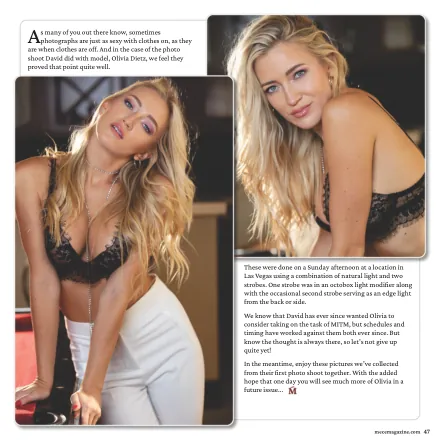 As many of you out there know, sometimes
photographs are just as sexy with clothes on, as they
are when clothes are off. And in the case of the photo
shoot David did with model, Olivia Dietz, we feel they
proved that point quite well.
These were done on a Sunday afternoon at a location in
Las Vegas using a combination of natural light and two
strobes. One strobe was in an octobox light modifier along
with the occasional second strobe serving as an edge light
from the back or side.
We know that David has ever since wanted Olivia to
consider taking on the task of MITM, but schedules and
timing have worked against them both ever since. But
know the thought is always there, so let's not give up
quite yet!
In the meantime, enjoy these pictures we've collected
from their first photo shoot together. With the added
hope that one day you will see much more of Olivia in a
future issue... M
mecomagazine.com 47